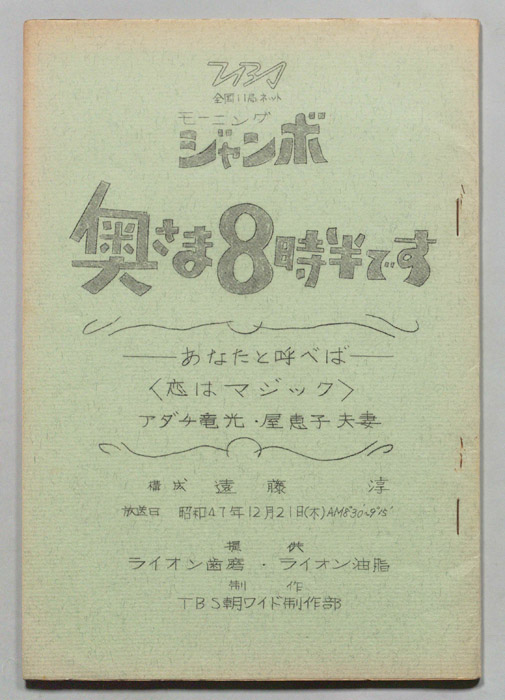 TBS
全国11局ネット
モーニング
ジャンボ
奥さま8時半です
──あなたと呼べば──
〈恋はマジック〉
アダチ竜光・屋恵子夫妻
構成 遠藤 淳
放送日 昭和47年12月21日(木)AM8°30'~9°15'
提供
ライオン歯磨・ライオン油脂
制作
TBS朝ワイド制作部